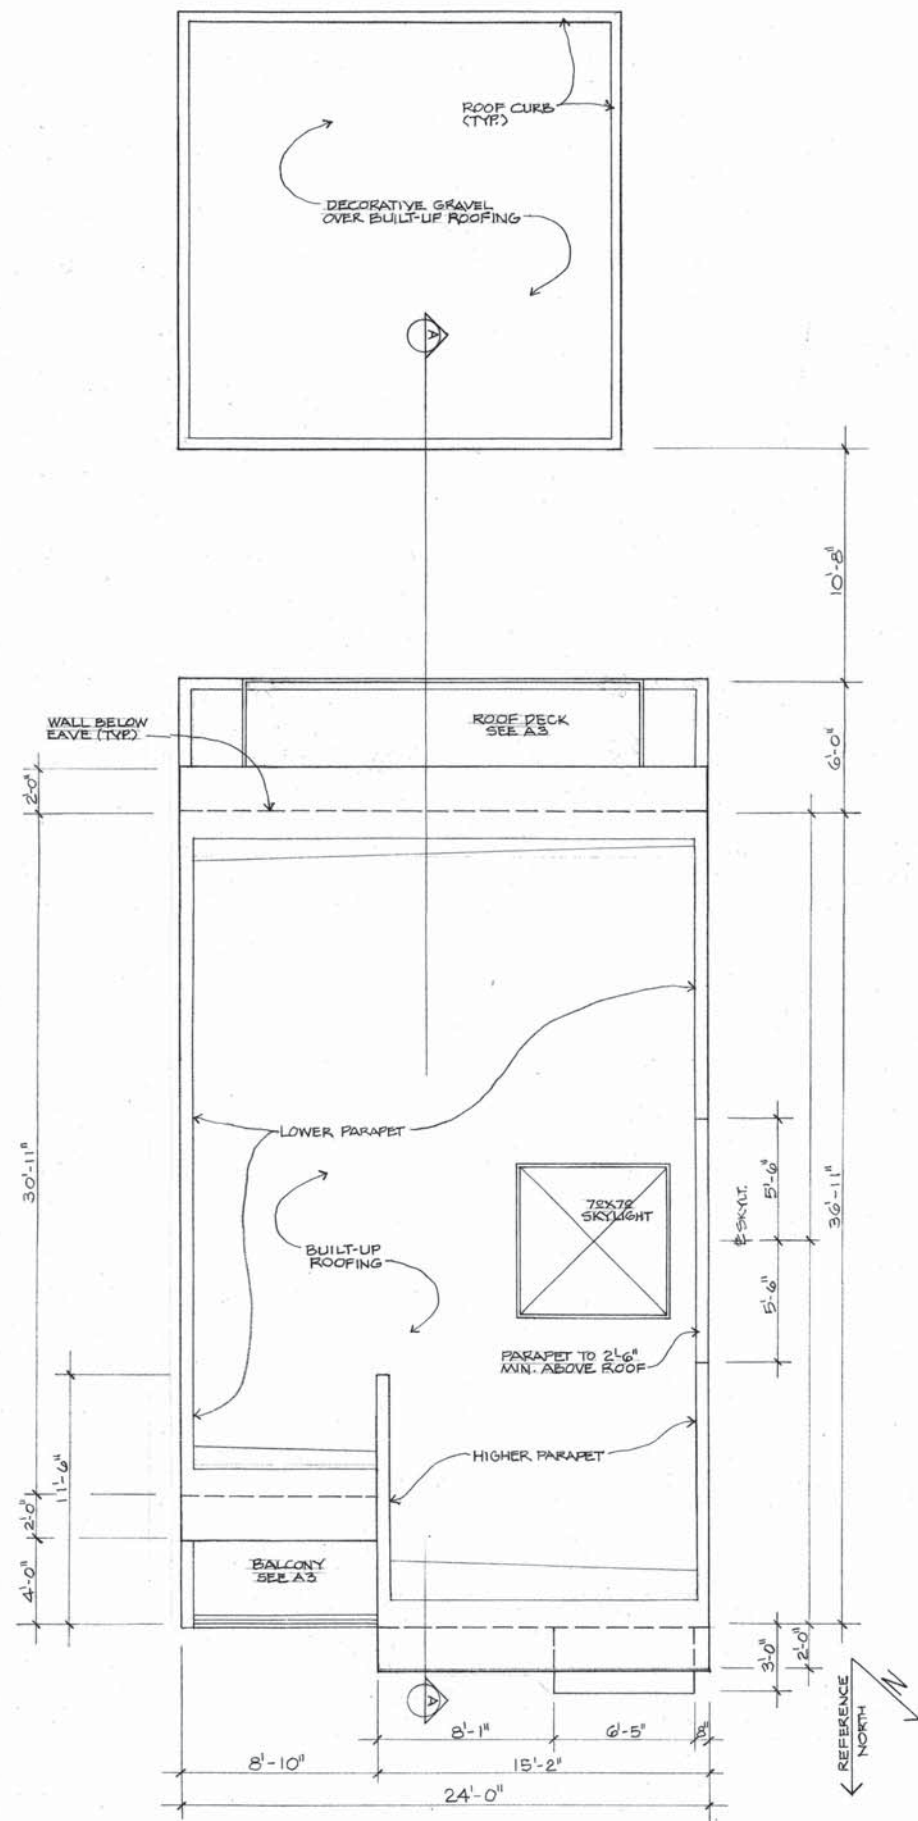 ROOF CURB
(TYP.)
DECORATIVE GRAVEL
OVER BUILT-UP ROOFING
A
10'-8"
WALL BELOW
EAVE (TYP.)
ROOF DECK
SEE A3
6'-0"
2'-0"
LOWER PARAPET
30'-11"
72X72
SKYLIGHT
℄ SKYLT.
5'-6"
36'-11"
5'-6"
BUILT-UP
ROOFING
PARAPET TO 2'-6"
MIN. ABOVE ROOF
HIGHER PARAPET
11'-6"
2'-0"
4'-0"
BALCONY
SEE A3
3'-0"
2'-0"
A
8'-1"
6'-5"
8"
8'-10"
15'-2"
24'-0"
REFERENCE
NORTH
N